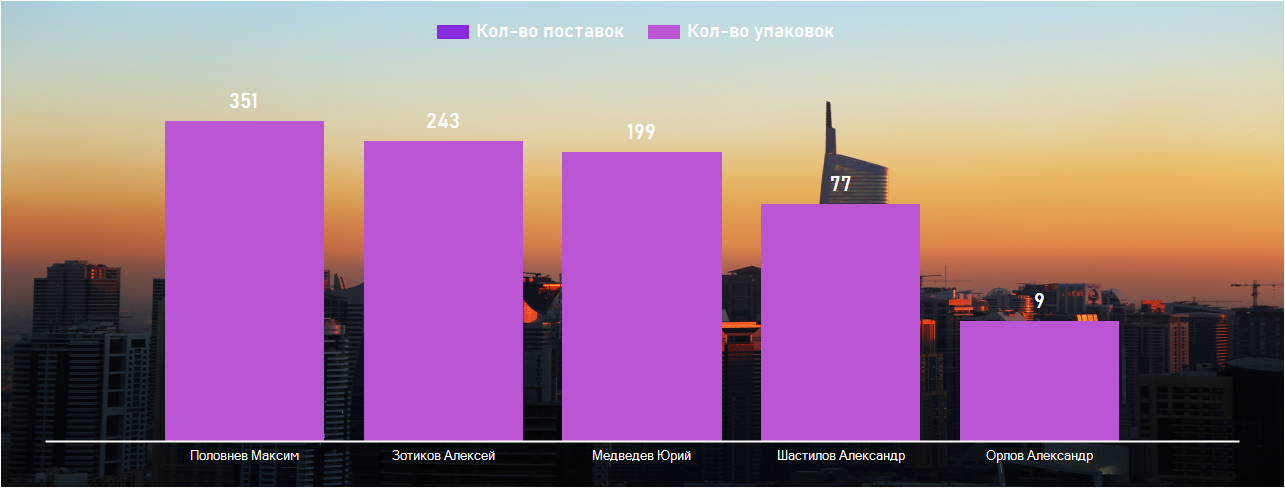 Кол-во поставок Кол-во упаковок
351
243
199
77
9
Половнев Максим
Зотиков Алексей
Медведев Юрий
Шастилов Александр
Орлов Александр